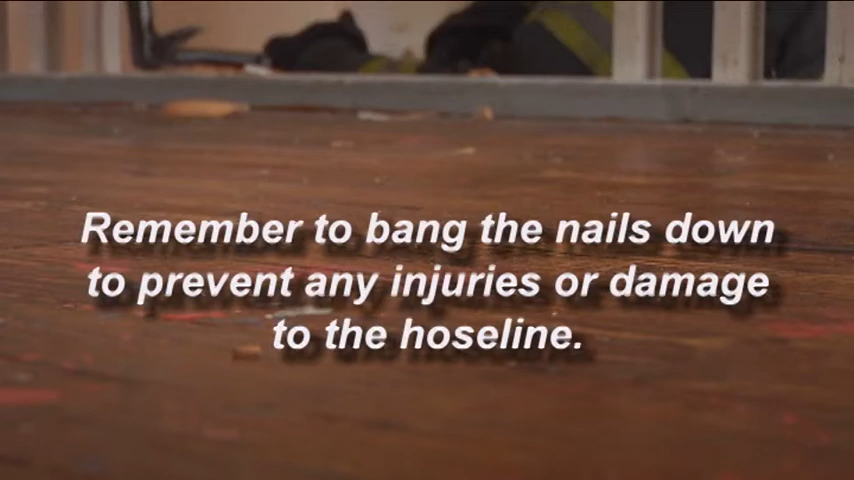 Remember to bang the nails down
to prevent any injuries or damage
to the hoseline.